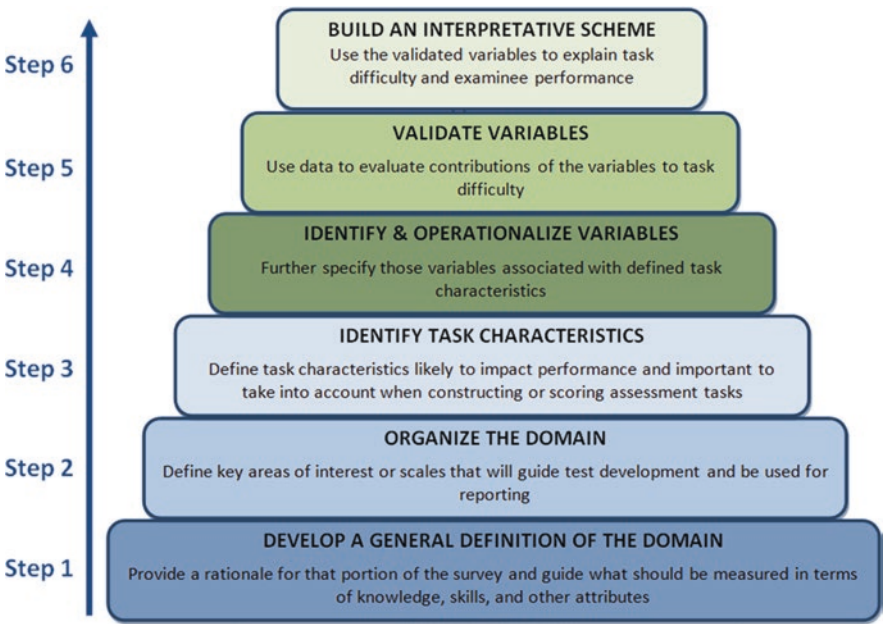 Step 6
BUILD AN INTERPRETATIVE SCHEME
Use the validated variables to explain task
difficulty and examinee performance
Step 5
VALIDATE VARIABLES
Use data to evaluate contributions of the variables to task
difficulty
Step 4
IDENTIFY & OPERATIONALIZE VARIABLES
Further specify those variables associated with defined task
characteristics
Step 3
IDENTIFY TASK CHARACTERISTICS
Define task characteristics likely to impact performance and important to
take into account when constructing or scoring assessment tasks
Step 2
ORGANIZE THE DOMAIN
Define key areas of interest or scales that will guide test development and be used for
reporting
Step 1
DEVELOP A GENERAL DEFINITION OF THE DOMAIN
Provide a rationale for that portion of the survey and guide what should be measured in terms
of knowledge, skills, and other attributes